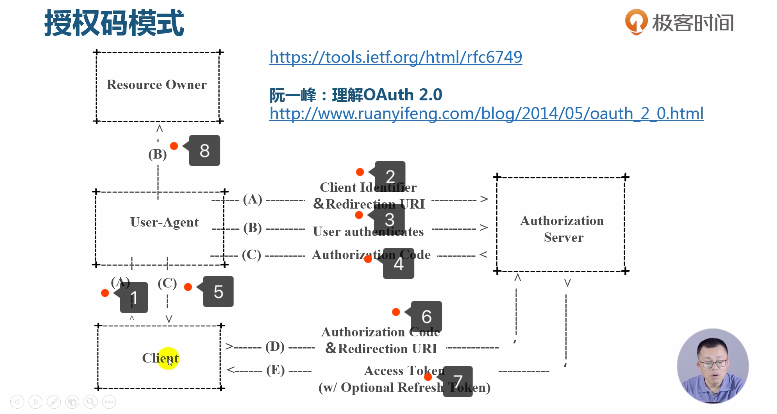 授权码模式
极客时间
https://tools.ietf.org/html/rfc6749
阮一峰：理解OAuth 2.0
http://www.ruanyifeng.com/blog/2014/05/oauth_2_0.html
Resource Owner
(B)
8
2
(A)
Client Identifier
&Redirection URI
3
User-Agent
(B)
User authenticates
Authorization
Server
(C)
Authorization Code
4
(A)
1
(C)
5
6
Client
(D)
Authorization Code
&Redirection URI
(E)
Access Token
7
(w/ Optional Refresh Token)